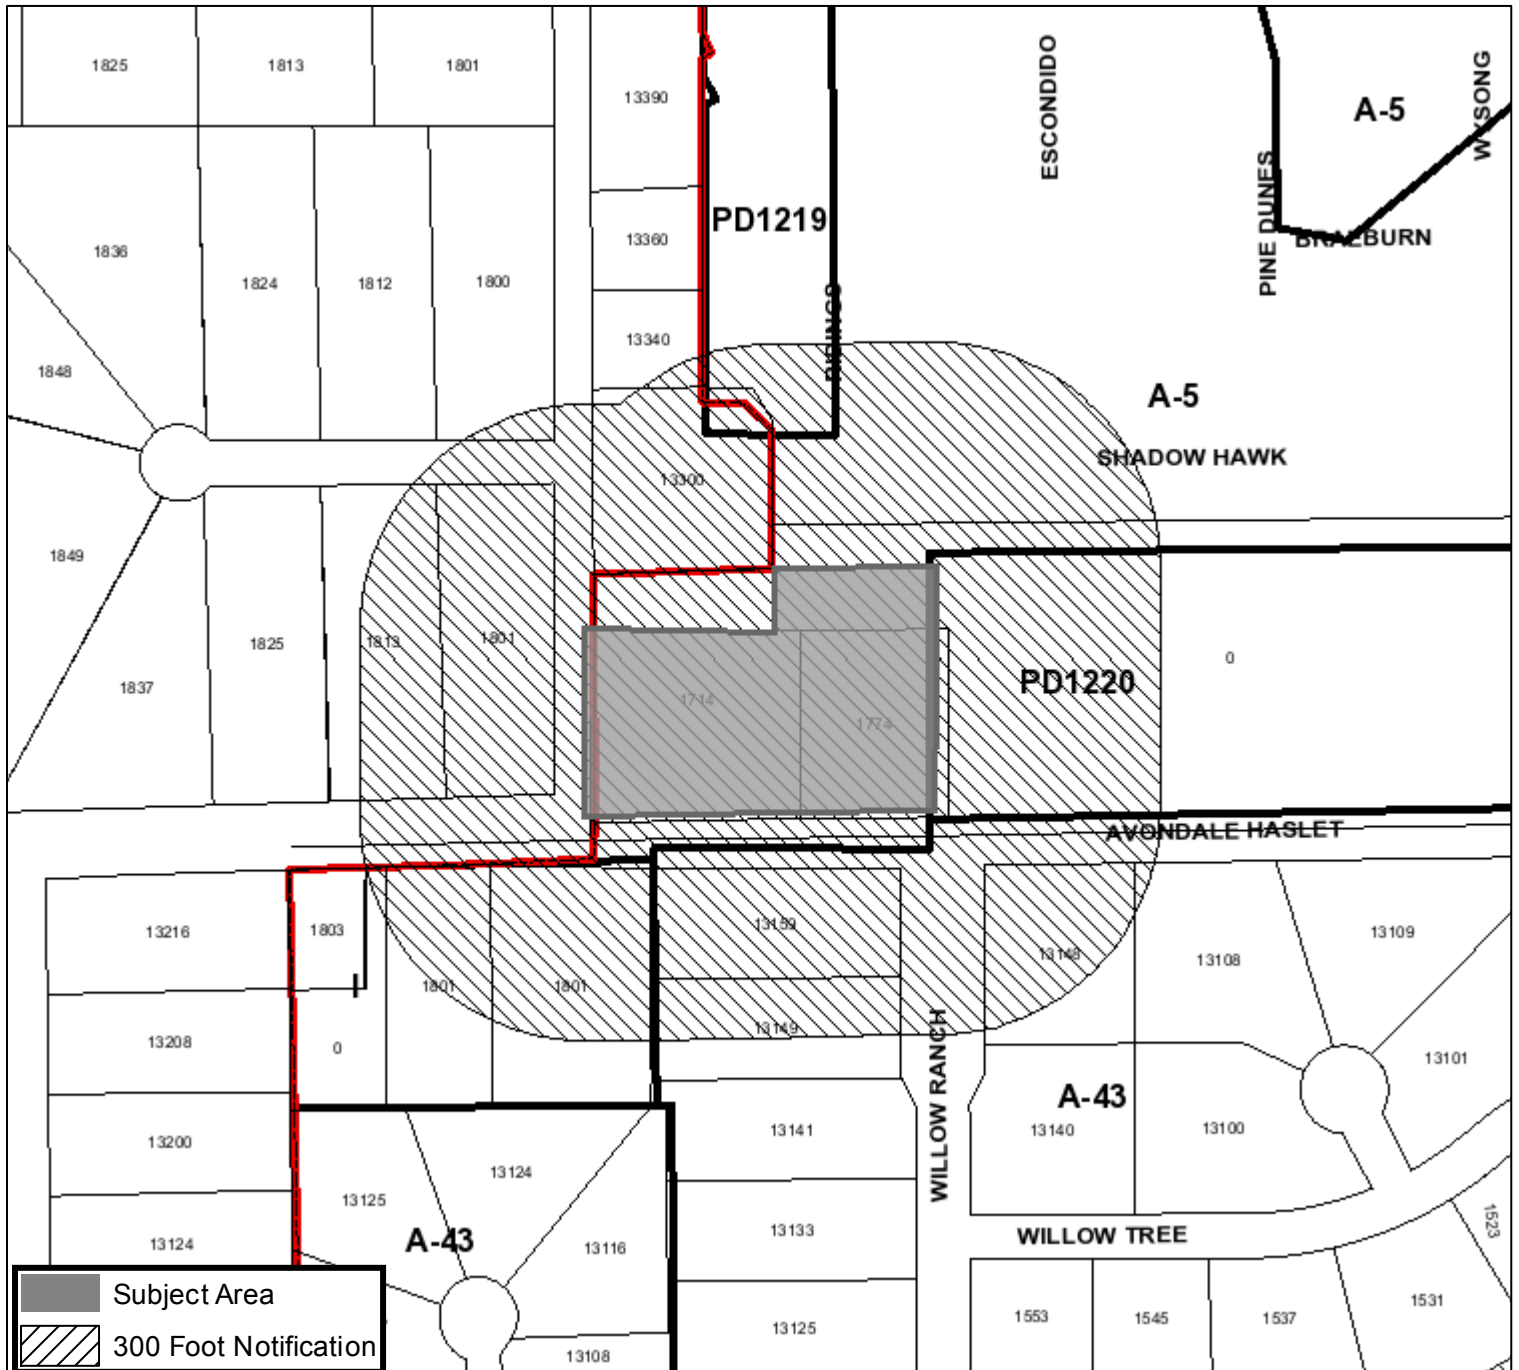 1825
1813
1801
13390
ESCONDIDO
A-5
WYSONG
1836
1824
1812
1800
13360
PD1219
PINE DUNES
BRAEBURN
1848
13340
RIDINGS
A-5
SHADOW HAWK
13300
1849
1837
1825
1813
1801
1714
1774
PD1220
0
AVONDALE HASLET
13216
1803
1801
1801
13159
13148
13108
13109
13208
0
13149
WILLOW RANCH
13101
13200
13125
13124
13141
A-43
13140
13100
13124
A-43
13116
13133
WILLOW TREE
1523
13125
13108
1553
1545
1537
1531
Subject Area
300 Foot Notification